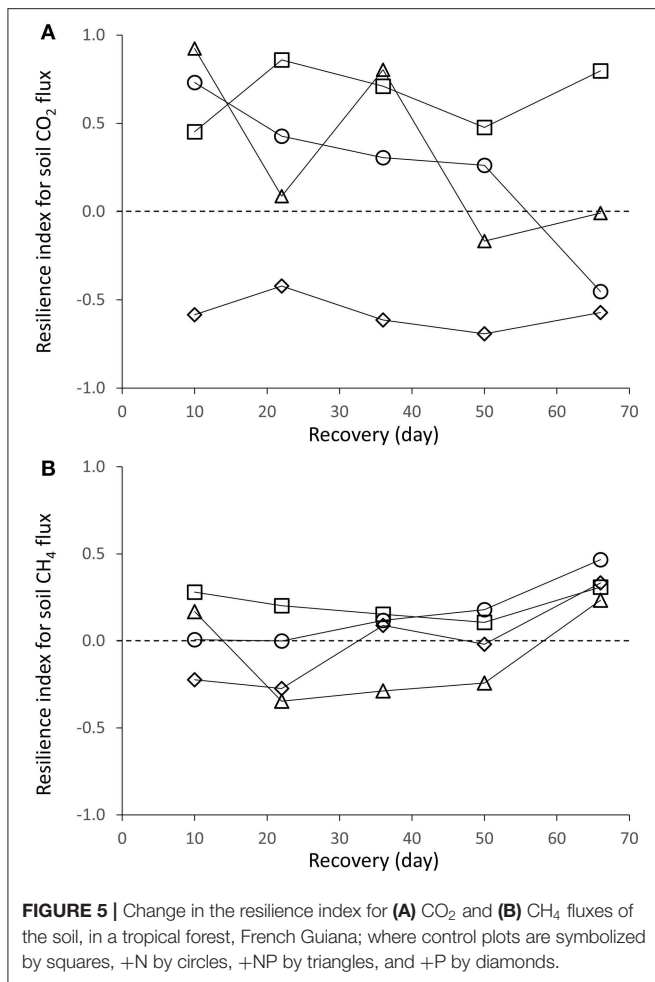 A
Resilience index for soil CO₂ flux
1.0
0.5
0.0
-0.5
-1.0
0 10 20 30 40 50 60 70
Recovery (day)
B
Resilience index for soil CH₄ flux
1.0
0.5
0.0
-0.5
-1.0
0 10 20 30 40 50 60 70
Recovery (day)
FIGURE 5 | Change in the resilience index for (A) CO₂ and (B) CH₄ fluxes of
the soil, in a tropical forest, French Guiana; where control plots are symbolized
by squares, +N by circles, +NP by triangles, and +P by diamonds.